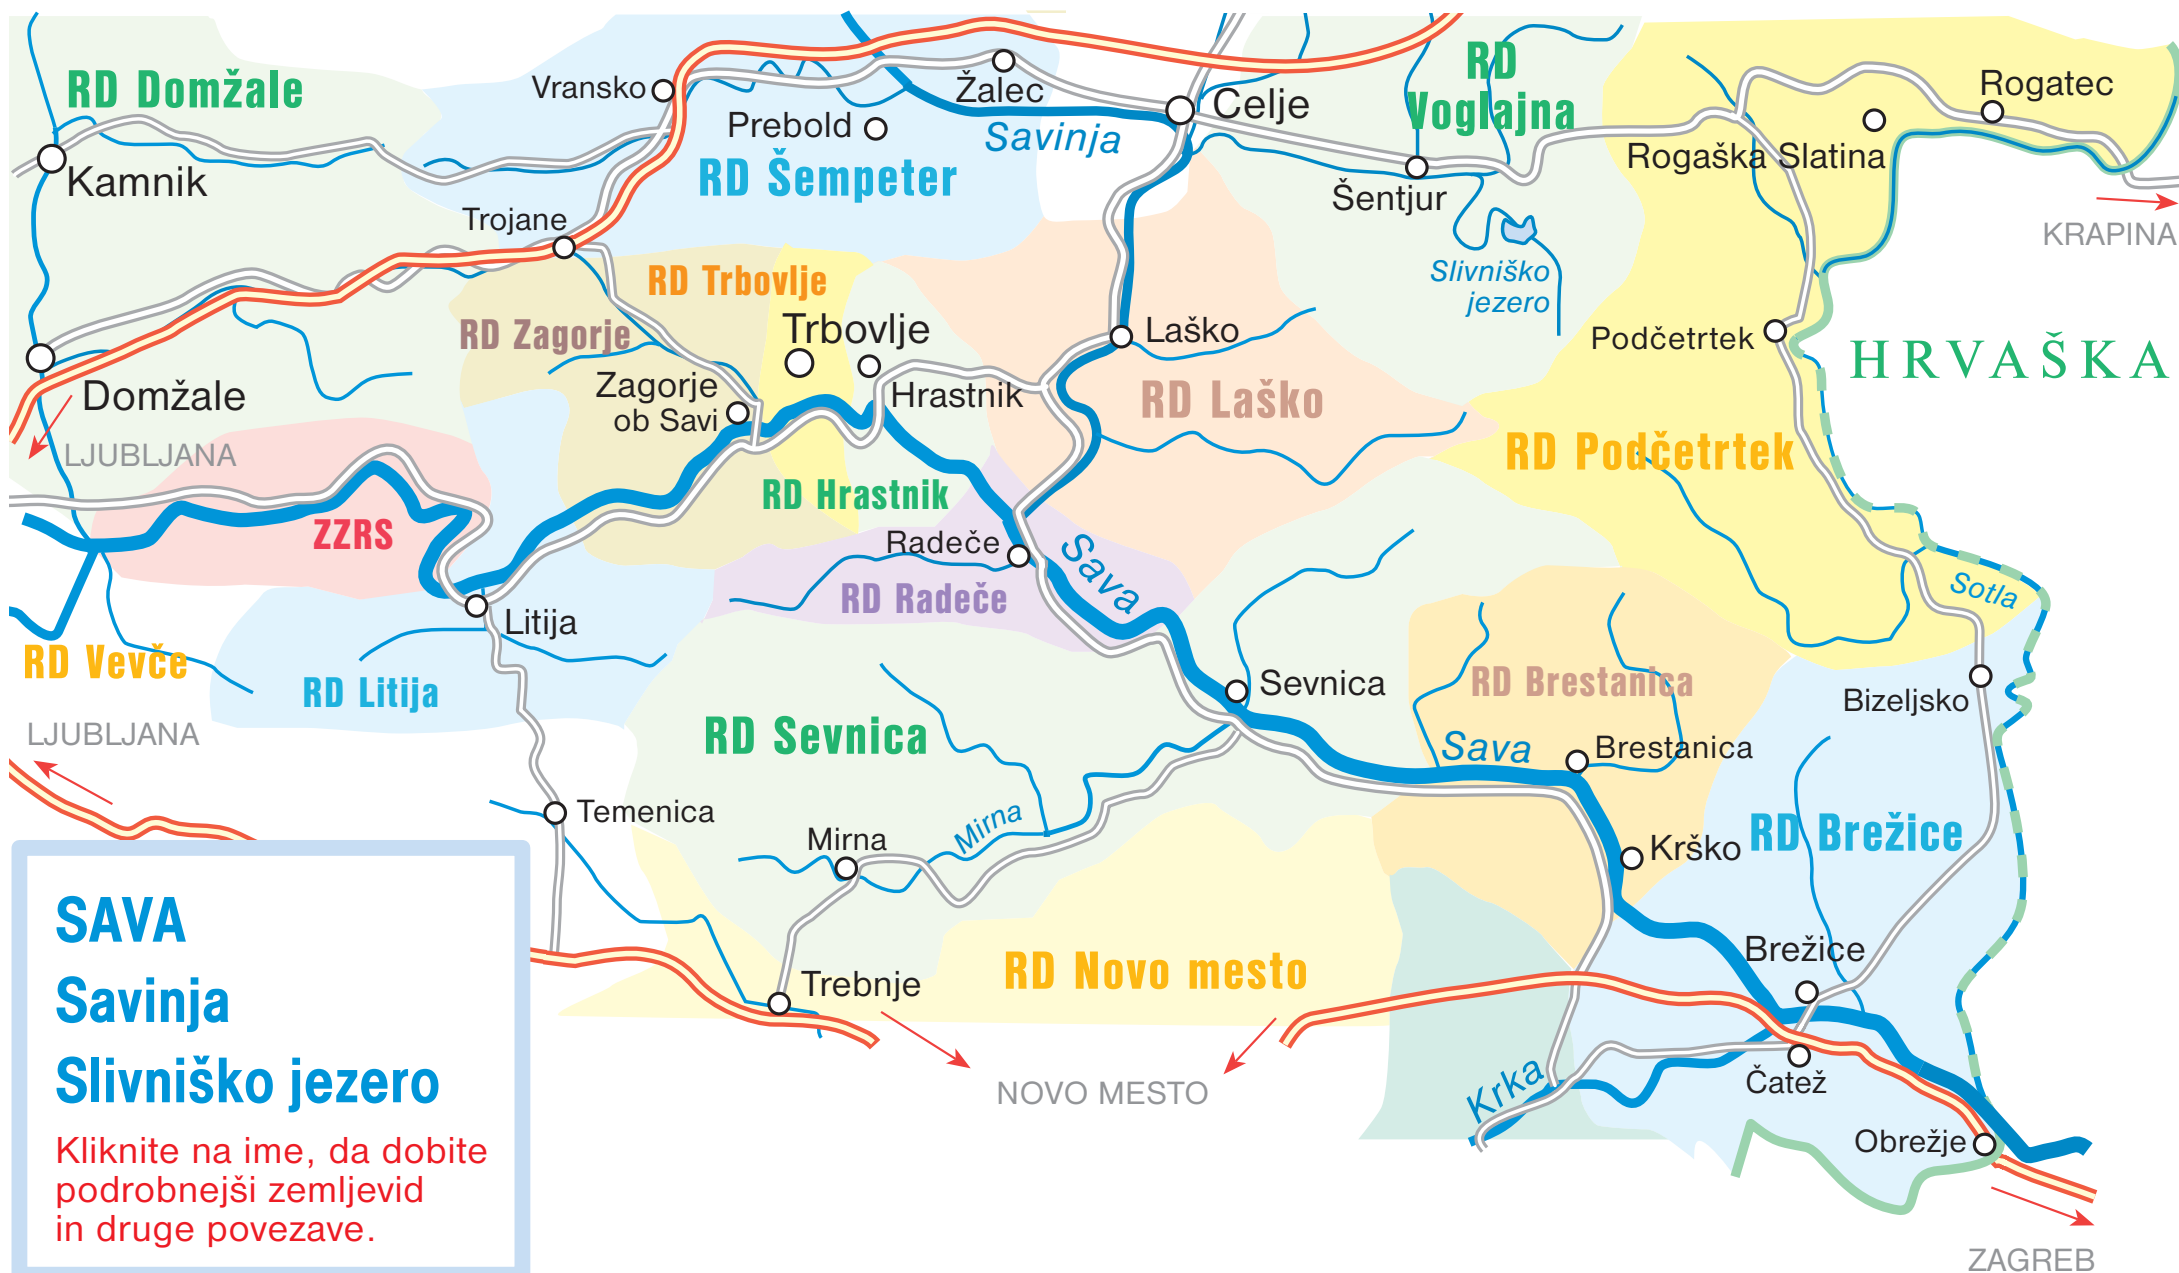 RD Domžale
Vransko
Žalec
Prebold
Savinja
Celje
RD
Voglajna
Rogatec
Rogaška Slatina
Kamnik
RD Šempeter
Šentjur
Trojane
KRAPINA
RD Trbovlje
Slivniško
jezero
RD Zagorje
Trbovlje
Laško
Podčetrtek
HRVAŠKA
Domžale
Zagorje
ob Savi
Hrastnik
RD Laško
LJUBLJANA
RD Podčetrtek
RD Hrastnik
ZZRS
Radeče
Sava
RD Radeče
Sotla
Litija
RD Vevče
RD Litija
Sevnica
RD Brestanica
Bizeljsko
LJUBLJANA
RD Sevnica
Sava
Brestanica
Temenica
Mirna
Mirna
Krško
RD Brežice
SAVA
Savinja
Slivniško jezero
Kliknite na ime, da dobite
podrobnejši zemljevid
in druge povezave.
Brežice
Trebnje
RD Novo mesto
NOVO MESTO
Krka
Čatež
Obrežje
ZAGREB